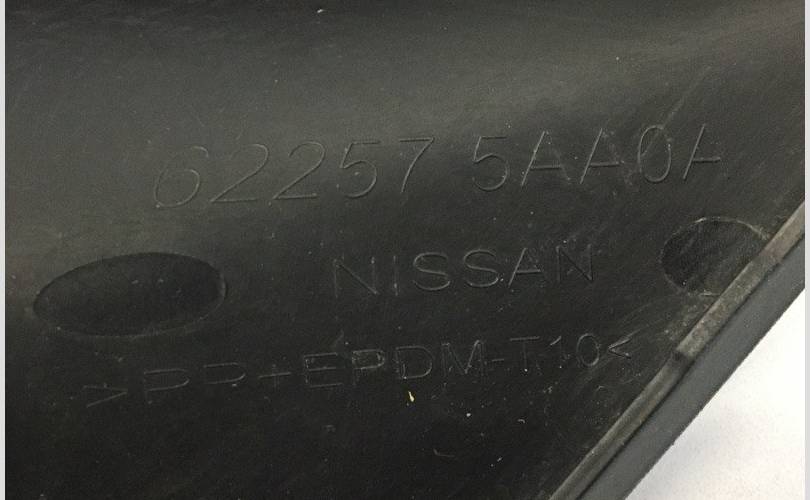 62257 5AA0A
NISSAN
>PP+EPDM-T10<